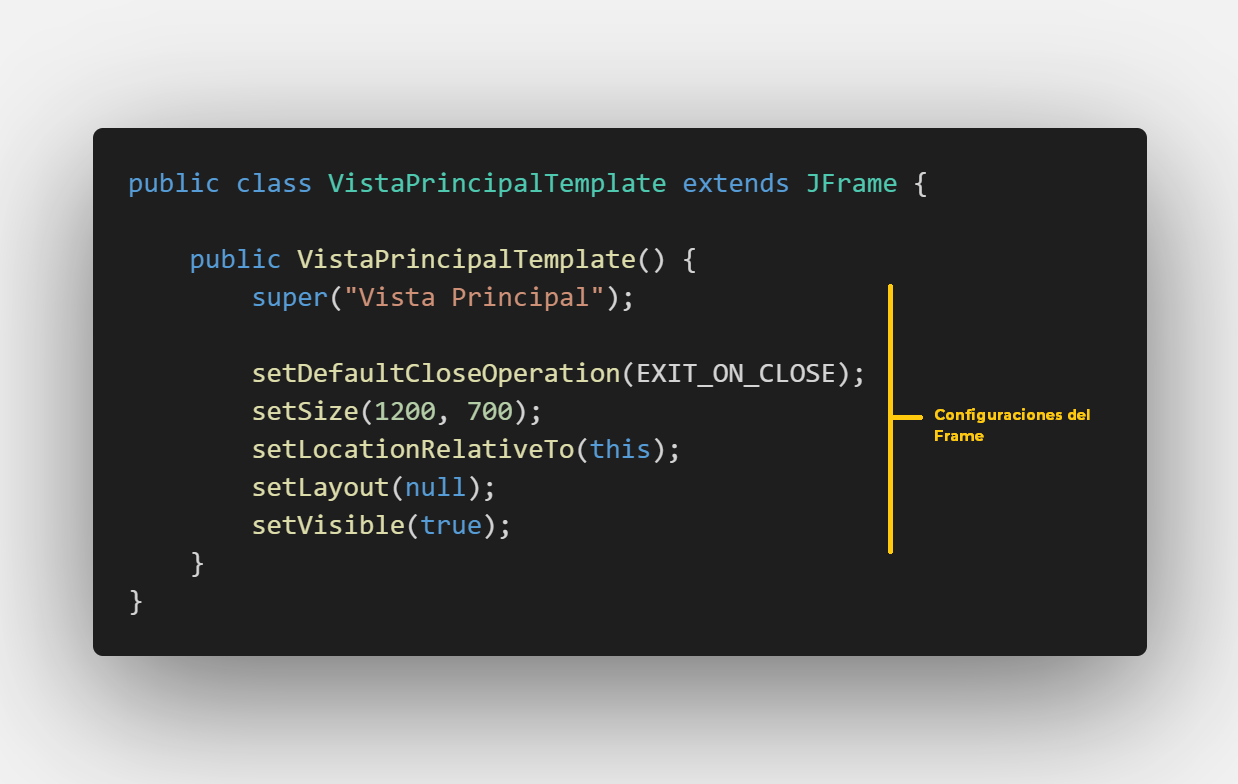 public class VistaPrincipalTemplate extends JFrame {
public VistaPrincipalTemplate() {
super("Vista Principal");
setDefaultCloseOperation(EXIT_ON_CLOSE);
setSize(1200, 700);
setLocationRelativeTo(this);
setLayout(null);
setVisible(true);
}
}
Configuraciones del
Frame